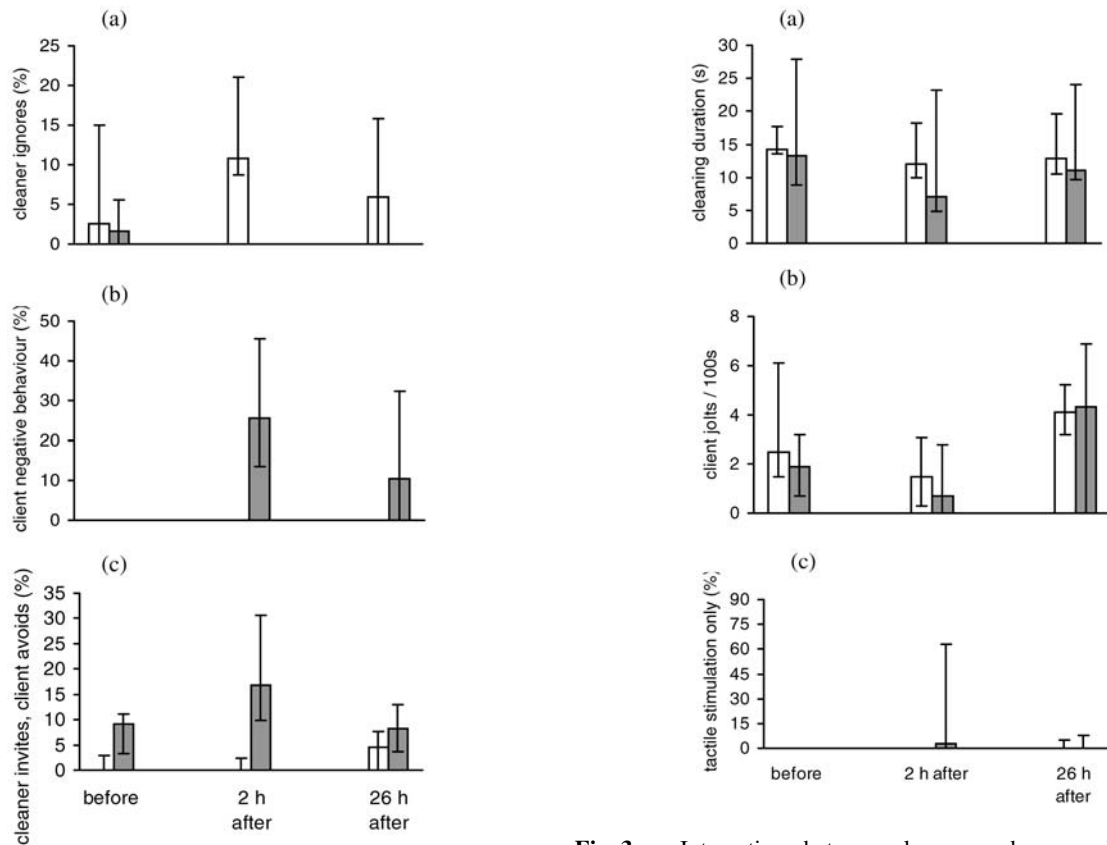 (a)
cleaner ignores (%)
25
20
15
10
5
0
(b)
client negative behaviour (%)
50
40
30
20
10
0
(c)
cleaner invites, client avoids (%)
35
30
25
20
15
10
5
0
before
2 h
after
26 h
after
(a)
cleaning duration (s)
30
25
20
15
10
5
0
(b)
client jolts / 100s
8
6
4
2
0
(c)
tactile stimulation only (%)
90
75
60
45
30
15
0
before
2 h after
26 h
after